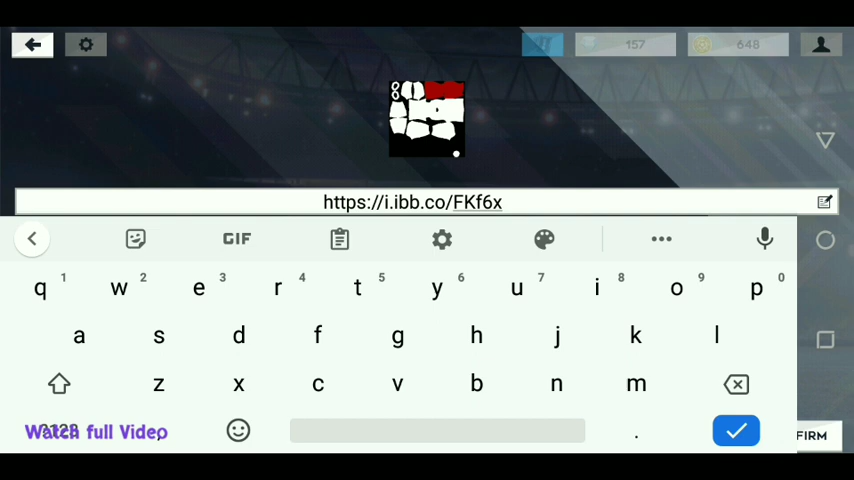 157 648
https://i.ibb.co/FKf6x
GIF
q 1 w 2 e 3 r 4 t 5 y 6 u 7 i 8 o 9 p 0
a s d f g h j k l
z x c v b n m
Watch full Video , .
FIRM